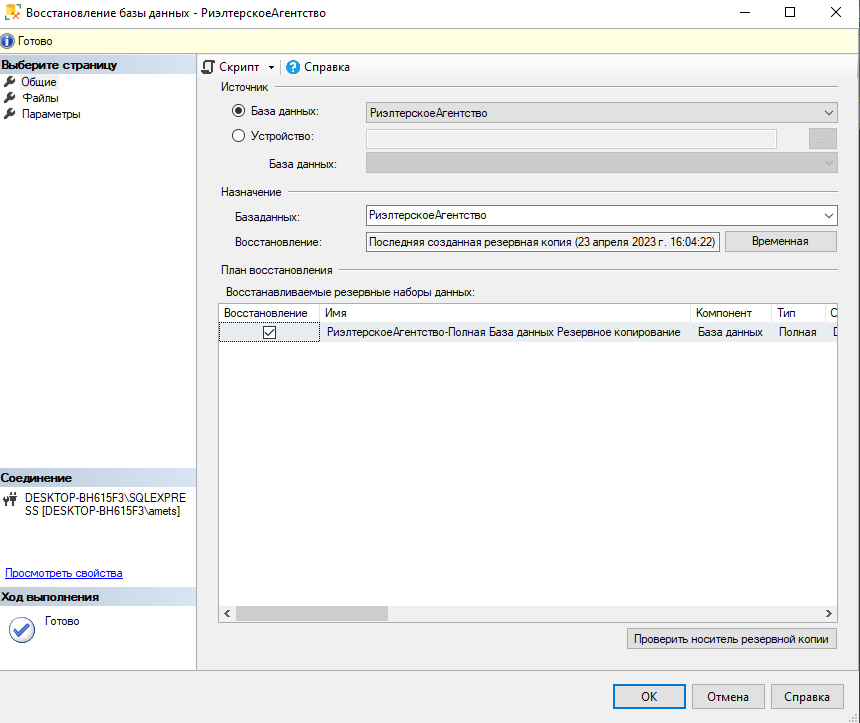 Восстановление базы данных - РиэлтерскоеАгентство
Готово
Выберите страницу
Общие
Файлы
Параметры
Соединение
DESKTOP-BH615F3\SQLEXPRE
SS [DESKTOP-BH615F3\amets]
Просмотреть свойства
Ход выполнения
Готово
Скрипт
Справка
Источник
База данных:
РиэлтерскоеАгентство
Устройство:
...
База данных:
Назначение
Базаданных:
РиэлтерскоеАгентство
Восстановление:
Последняя созданная резервная копия (23 апреля 2023 г. 16:04:22)
Временная
План восстановления
Восстанавливаемые резервные наборы данных:
Восстановление Имя Компонент Тип
РиэлтерскоеАгентство-Полная База данных Резервное копирование База данных Полная
Проверить носитель резервной копии
OK Отмена Справка